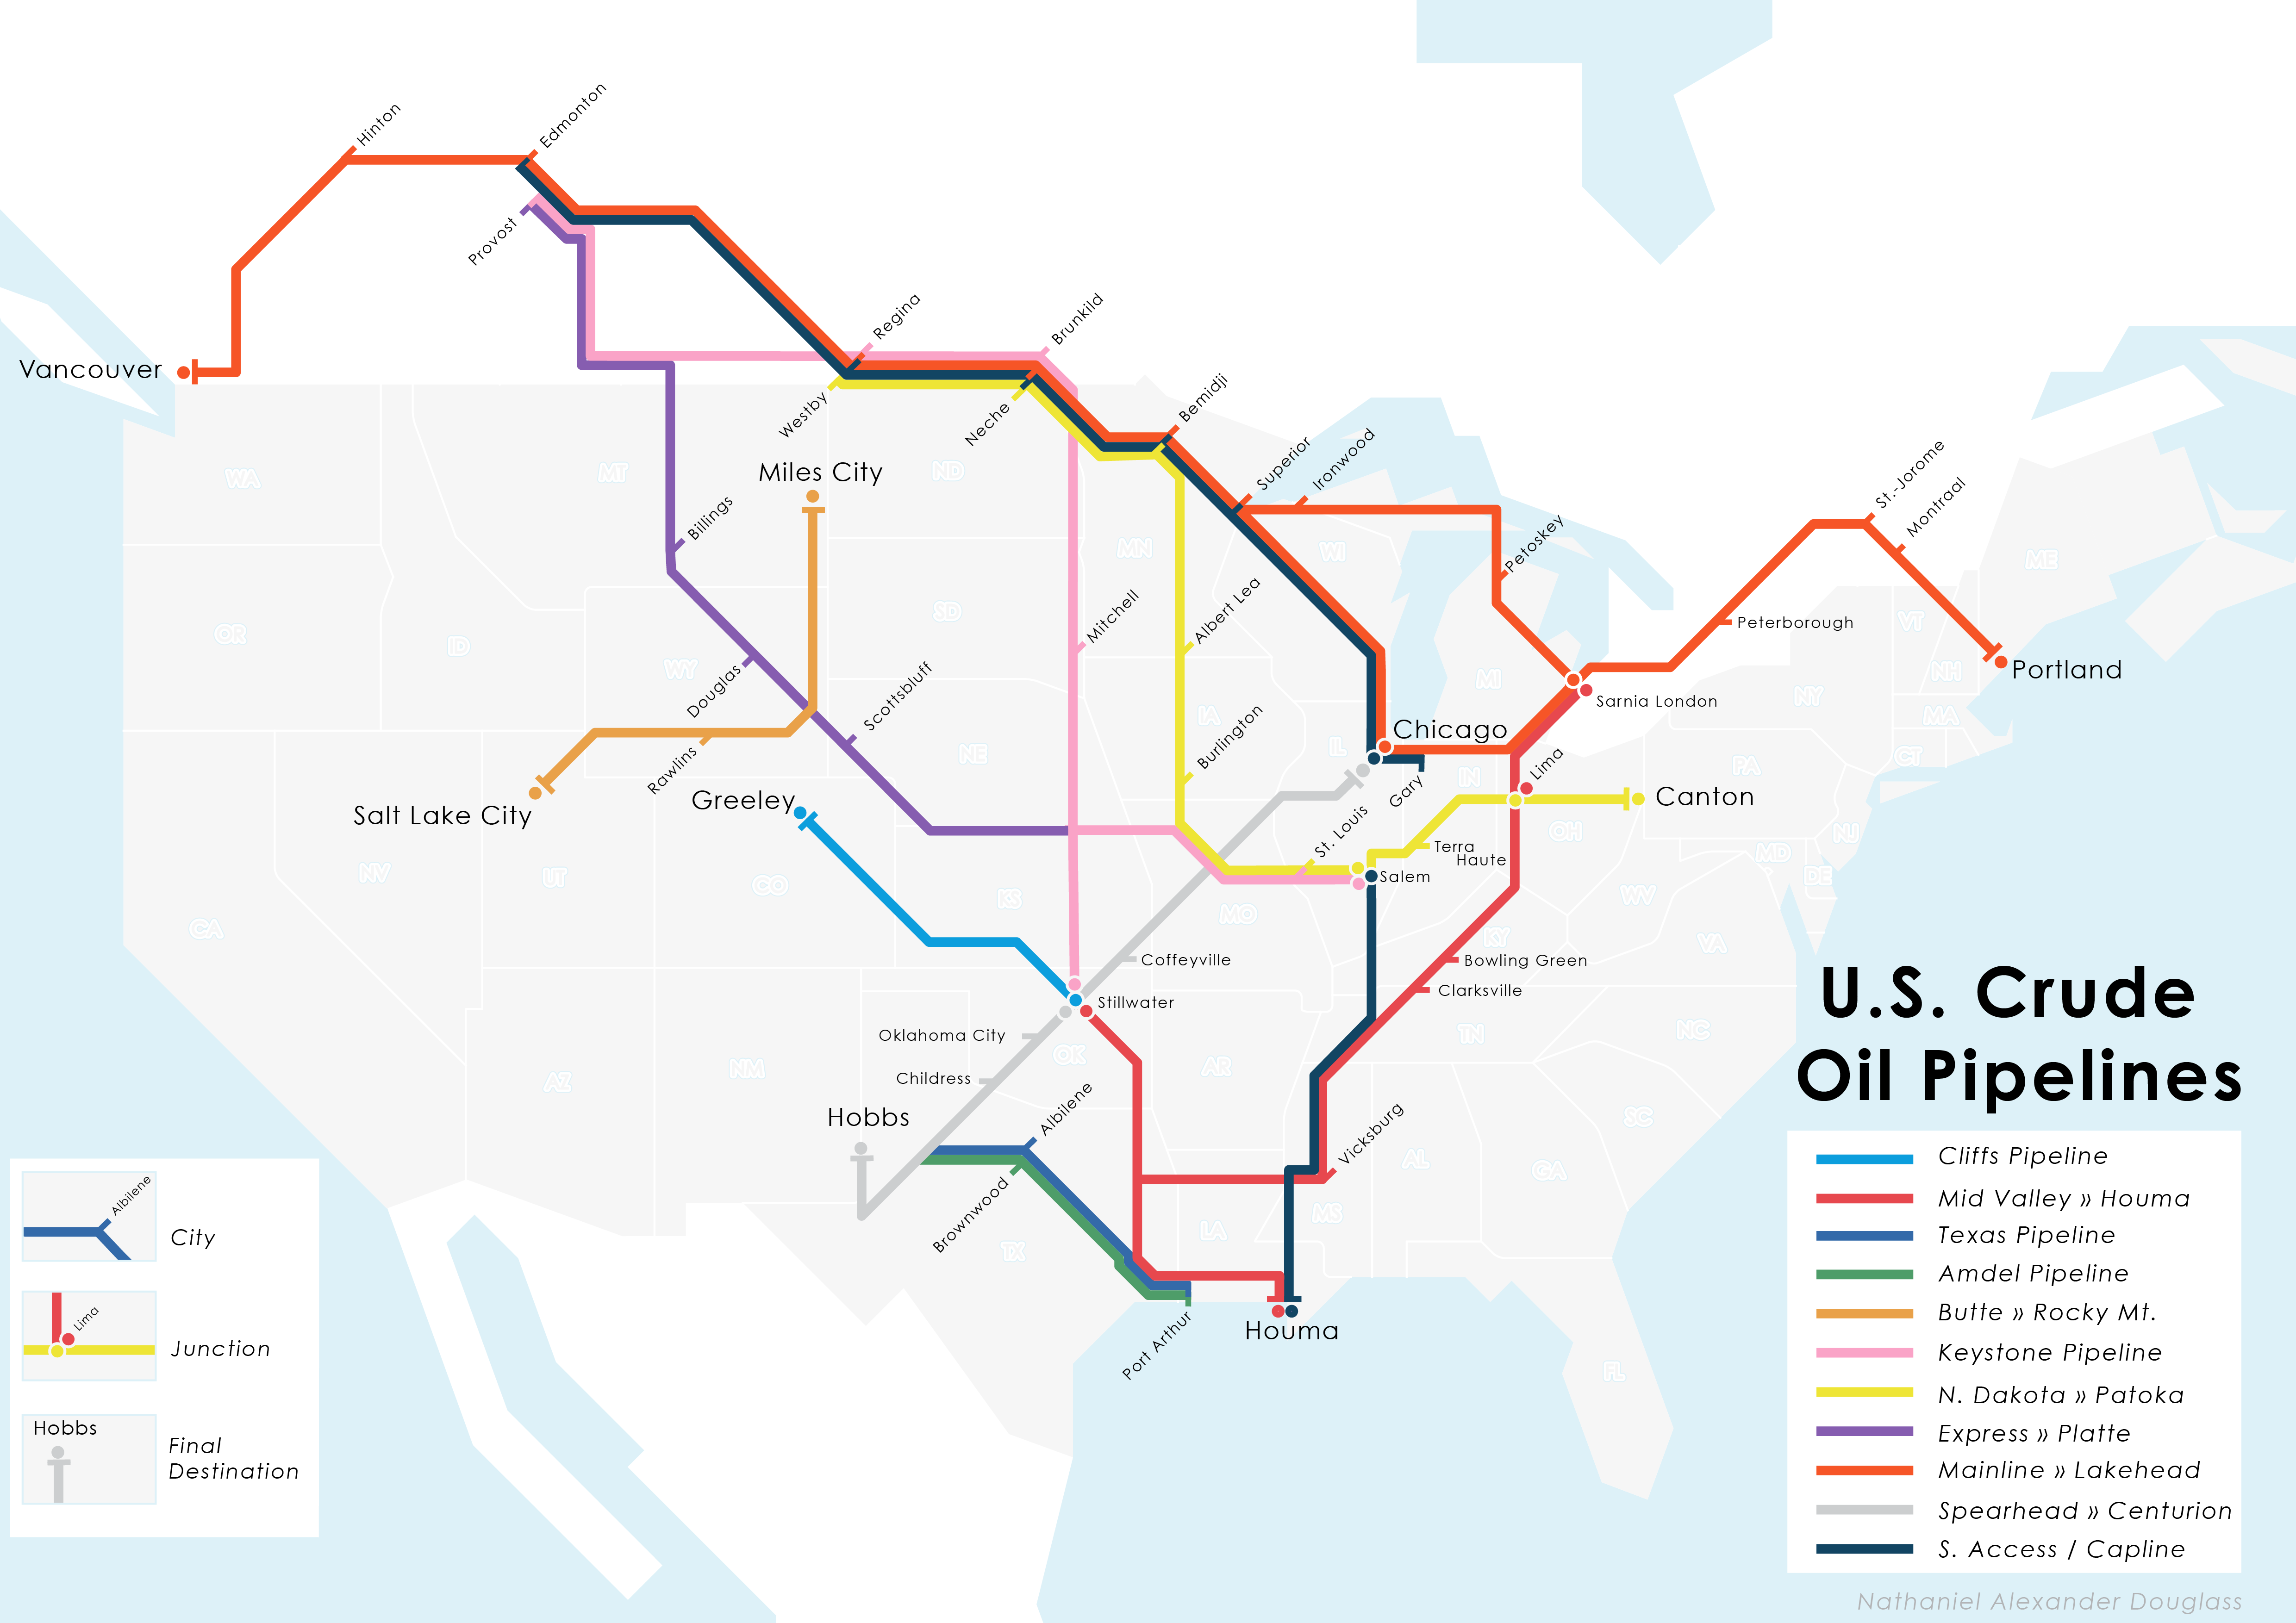 Hinton
Edmonton
Provost
Vancouver
Regina
Brunkild
Westby
Neche
Bemidji
Superior
Ironwood
Petoskey
St.-Jorome
Montraal
Peterborough
Portland
Sarnia London
Miles City
Billings
Douglas
Scottsbluff
Rawlins
Salt Lake City
Greeley
Mitchell
Albert Lea
Burlington
Chicago
Gary
Lima
Canton
St. Louis
Terra
Haute
Salem
Coffeyville
Stillwater
Bowling Green
Clarksville
Oklahoma City
Childress
Hobbs
Albilene
Brownwood
Vicksburg
Port Arthur
Houma
WA
MT
ND
MN
OR
ID
WY
SD
WI
MI
ME
VT
NH
NY
MA
CT
PA
NJ
MD
DE
NV
UT
CO
NE
IA
IL
IN
OH
KS
MO
KY
WV
VA
CA
AZ
NM
OK
AR
TN
NC
SC
TX
LA
MS
AL
GA
FL
U.S. Crude
Oil Pipelines
Cliffs Pipeline
Mid Valley » Houma
Texas Pipeline
Amdel Pipeline
Butte » Rocky Mt.
Keystone Pipeline
N. Dakota » Patoka
Express » Platte
Mainline » Lakehead
Spearhead » Centurion
S. Access / Capline
Albilene
City
Lima
Junction
Hobbs
Final
Destination
Nathaniel Alexander Douglass